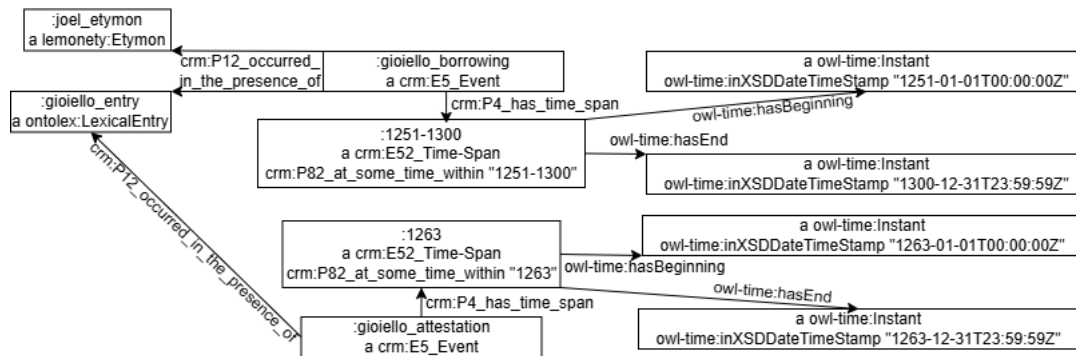 :joel_etymon
a lemonety:Etymon
crm:P12_occurred_
in_the_presence_of
:gioiello_borrowing
a crm:E5_Event
a owl-time:Instant
owl-time:inXSDDateTimeStamp "1251-01-01T00:00:00Z"
:gioiello_entry
a ontolex:LexicalEntry
crm:P4_has_time_span
owl-time:hasBeginning
:1251-1300
a crm:E52_Time-Span
crm:P82_at_some_time_within "1251-1300"
owl-time:hasEnd
a owl-time:Instant
owl-time:inXSDDateTimeStamp "1300-12-31T23:59:59Z"
crm:P12_occurred_in_the_presence_of
:1263
a crm:E52_Time-Span
crm:P82_at_some_time_within "1263"
a owl-time:Instant
owl-time:inXSDDateTimeStamp "1263-01-01T00:00:00Z"
owl-time:hasBeginning
owl-time:hasEnd
crm:P4_has_time_span
:gioiello_attestation
a crm:E5_Event
a owl-time:Instant
owl-time:inXSDDateTimeStamp "1263-12-31T23:59:59Z"